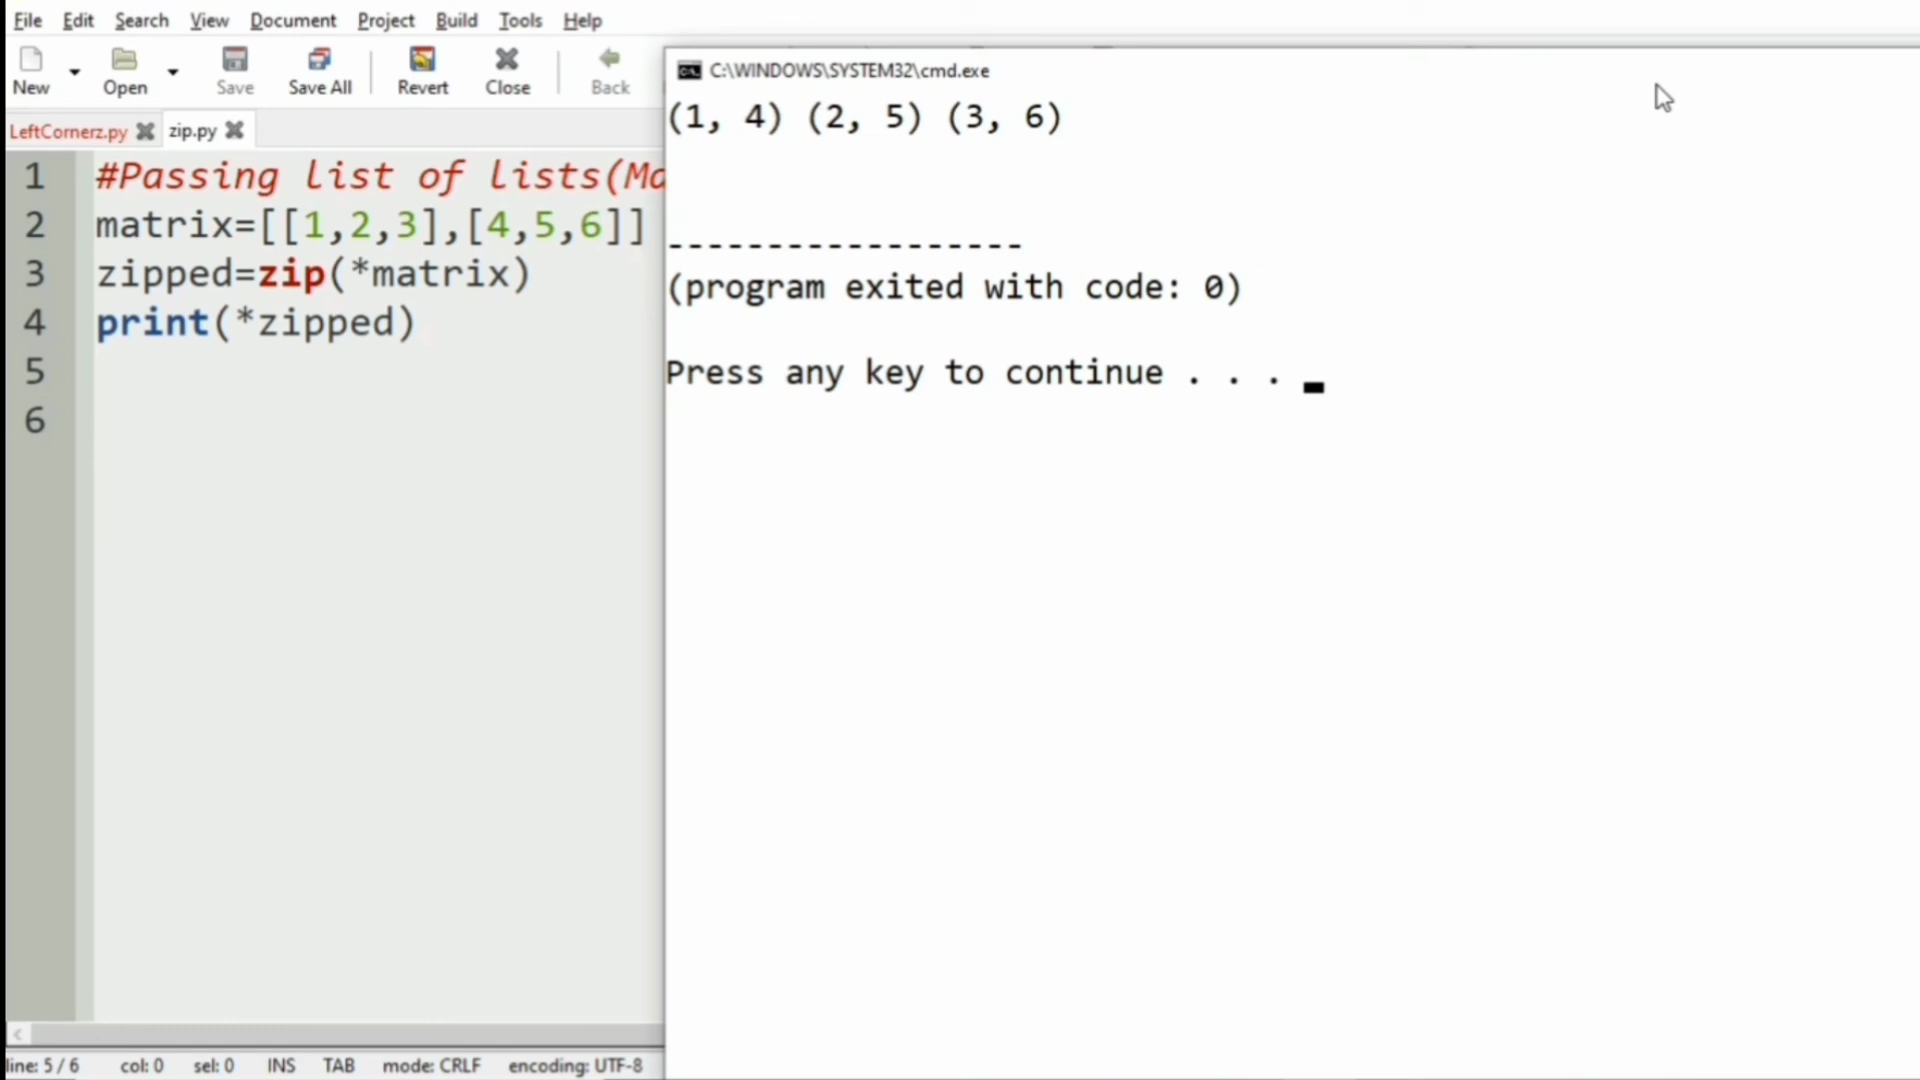 File Edit Search View Document Project Build Tools Help
New Open Save Save All Revert Close Back
C:\WINDOWS\SYSTEM32\cmd.exe
LeftCornerz.py zip.py
1 #Passing list of lists(Ma
2 matrix=[[1,2,3],[4,5,6]]
3 zipped=zip(*matrix)
4 print(*zipped)
5
6
(1, 4) (2, 5) (3, 6)
------------------
(program exited with code: 0)
Press any key to continue . . .
line: 5 / 6 col: 0 sel: 0 INS TAB mode: CRLF encoding: UTF-8